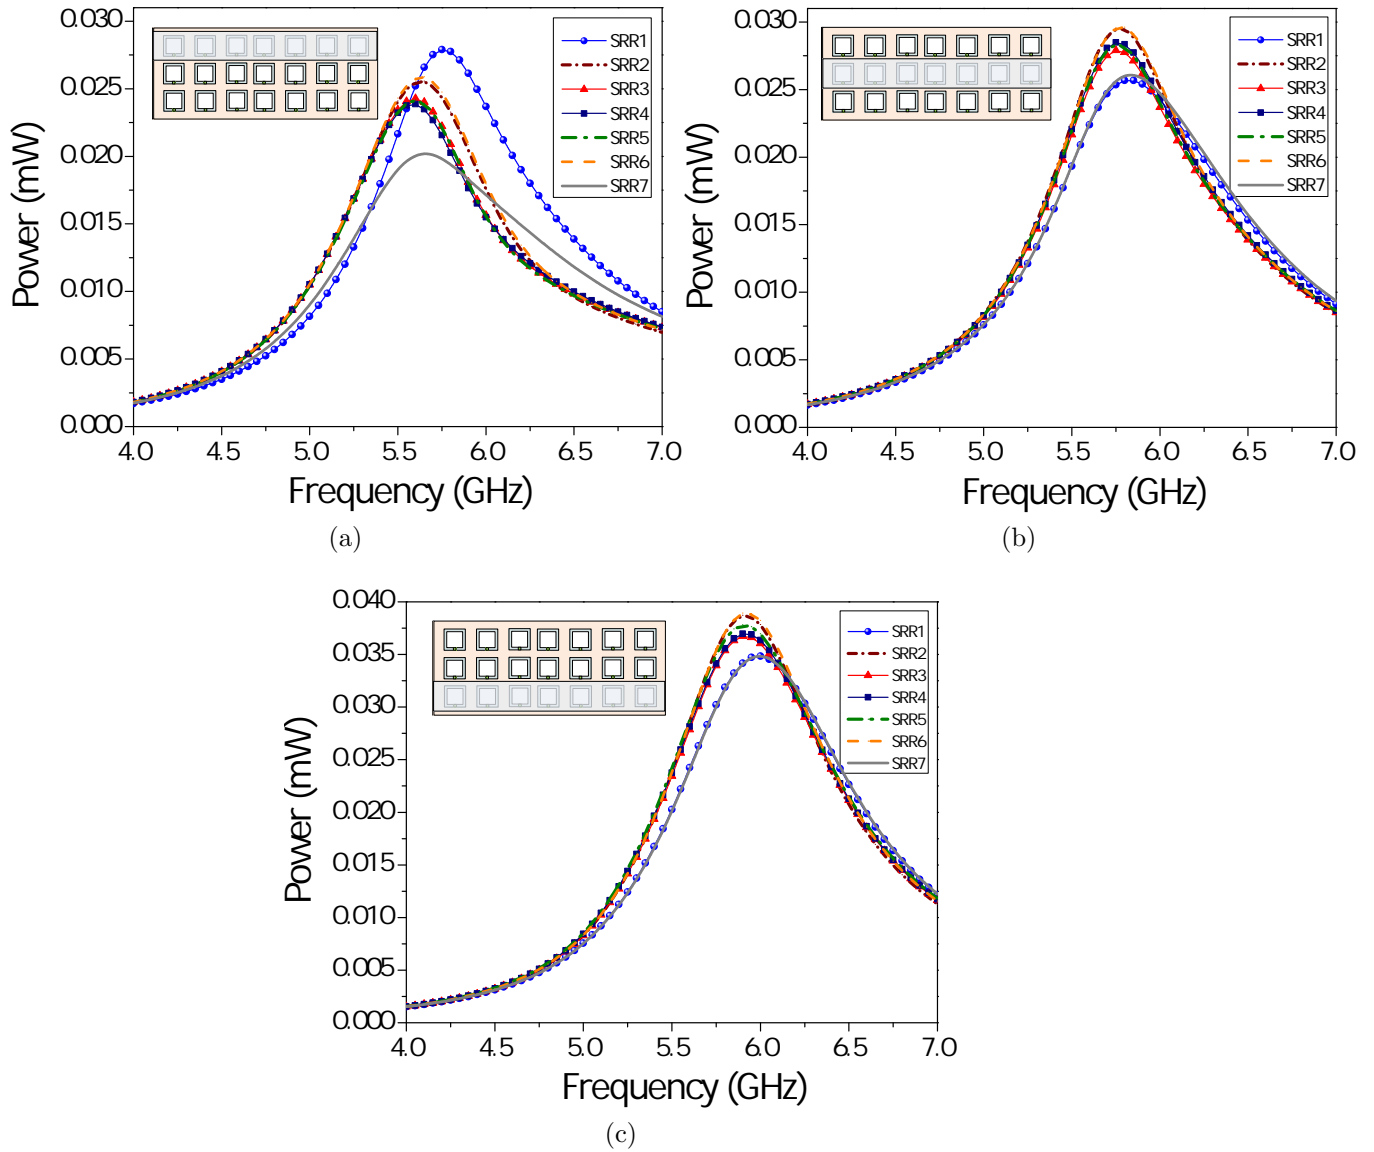 0.030
0.025
0.020
0.015
0.010
0.005
0.000
Power (mW)
4.0 4.5 5.0 5.5 6.0 6.5 7.0
Frequency (GHz)
SRR1
SRR2
SRR3
SRR4
SRR5
SRR6
SRR7
(a)
0.030
0.025
0.020
0.015
0.010
0.005
0.000
Power (mW)
4.0 4.5 5.0 5.5 6.0 6.5 7.0
Frequency (GHz)
SRR1
SRR2
SRR3
SRR4
SRR5
SRR6
SRR7
(b)
0.040
0.035
0.030
0.025
0.020
0.015
0.010
0.005
0.000
Power (mW)
4.0 4.5 5.0 5.5 6.0 6.5 7.0
Frequency (GHz)
SRR1
SRR2
SRR3
SRR4
SRR5
SRR6
SRR7
(c)